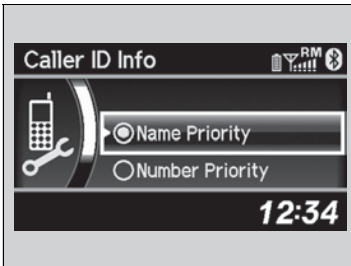 Caller ID Info
RM
Name Priority
Number Priority
12:34